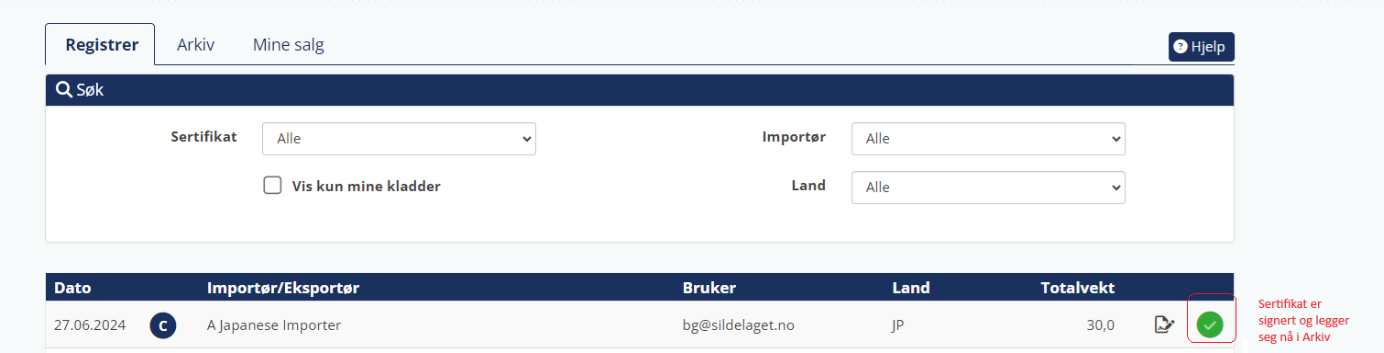 Registrer Arkiv Mine salg Hjelp
Søk
Sertifikat Alle Importør Alle
Vis kun mine kladder Land Alle
Dato Importør/Eksportør Bruker Land Totalvekt
27.06.2024 C A Japanese Importer bg@sildelaget.no JP 30,0
Sertifikat er
signert og legger
seg nå i Arkiv